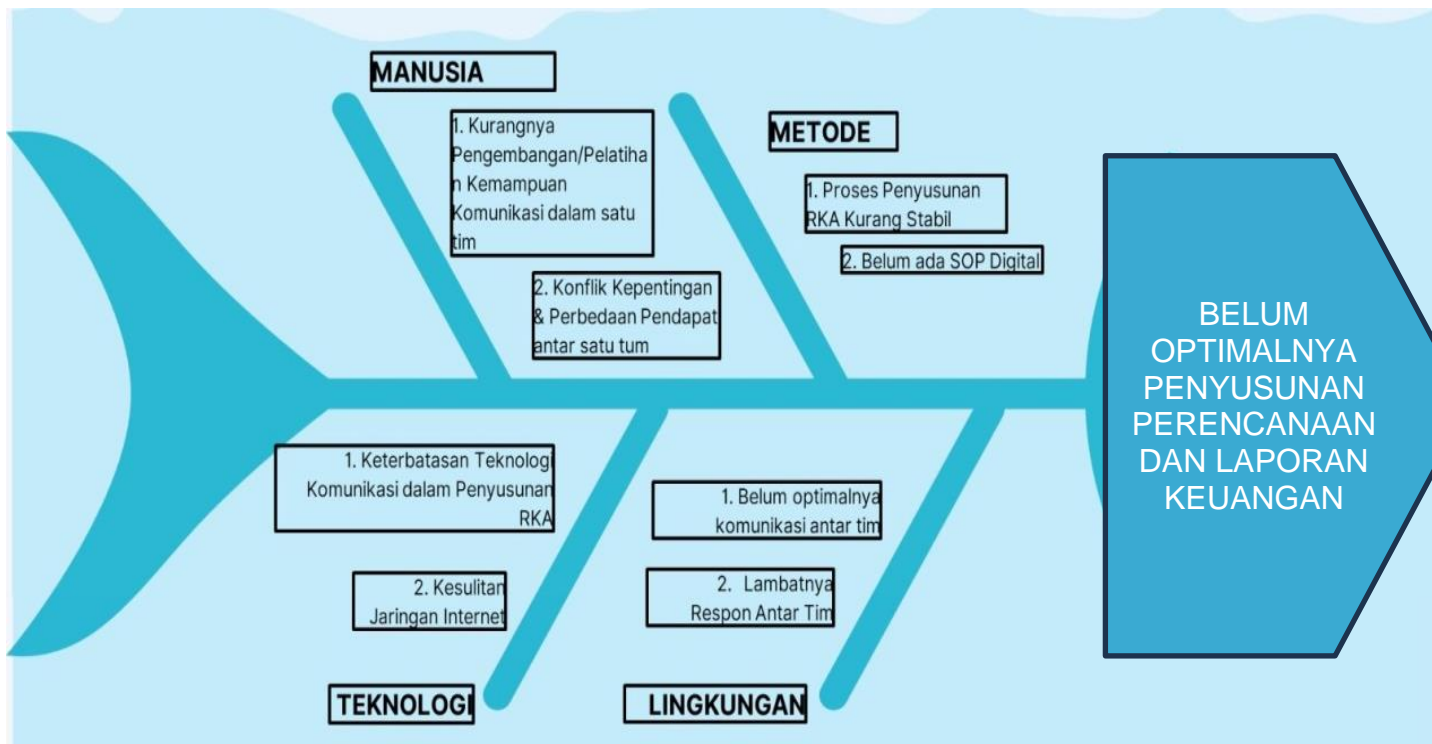 MANUSIA
1. Kurangnya
Pengembangan/Pelatiha
n Kemampuan
Komunikasi dalam satu
tim
2. Konflik Kepentingan
& Perbedaan Pendapat
antar satu tum
METODE
1. Proses Penyusunan
RKA Kurang Stabil
2. Belum ada SOP Digital
1. Keterbatasan Teknologi
Komunikasi dalam Penyusunan
RKA
2. Kesulitan
Jaringan Internet
TEKNOLOGI
1. Belum optimalnya
komunikasi antar tim
2. Lambatnya
Respon Antar Tim
LINGKUNGAN
BELUM
OPTIMALNYA
PENYUSUNAN
PERENCANAAN
DAN LAPORAN
KEUANGAN